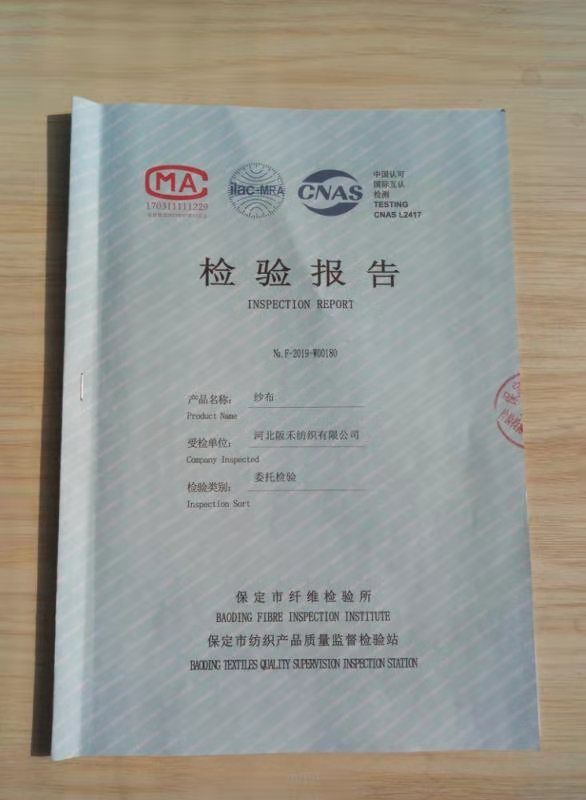 MA
170311111229
ilac-MRA
CNAS
中国认可
国际互认
检测
TESTING
CNAS L2417
检验报告
INSPECTION REPORT
No.F-2019-W00180
产品名称： 纱布
Product Name
受检单位： 河北版禾纺织有限公司
Company Inspected
检验类别： 委托检验
Inspection Sort
保定市纤维检验所
BAODING FIBRE INSPECTION INSTITUTE
保定市纺织产品质量监督检验站
BAODING TEXTILES QUALITY SUPERVISION INSPECTION STATION